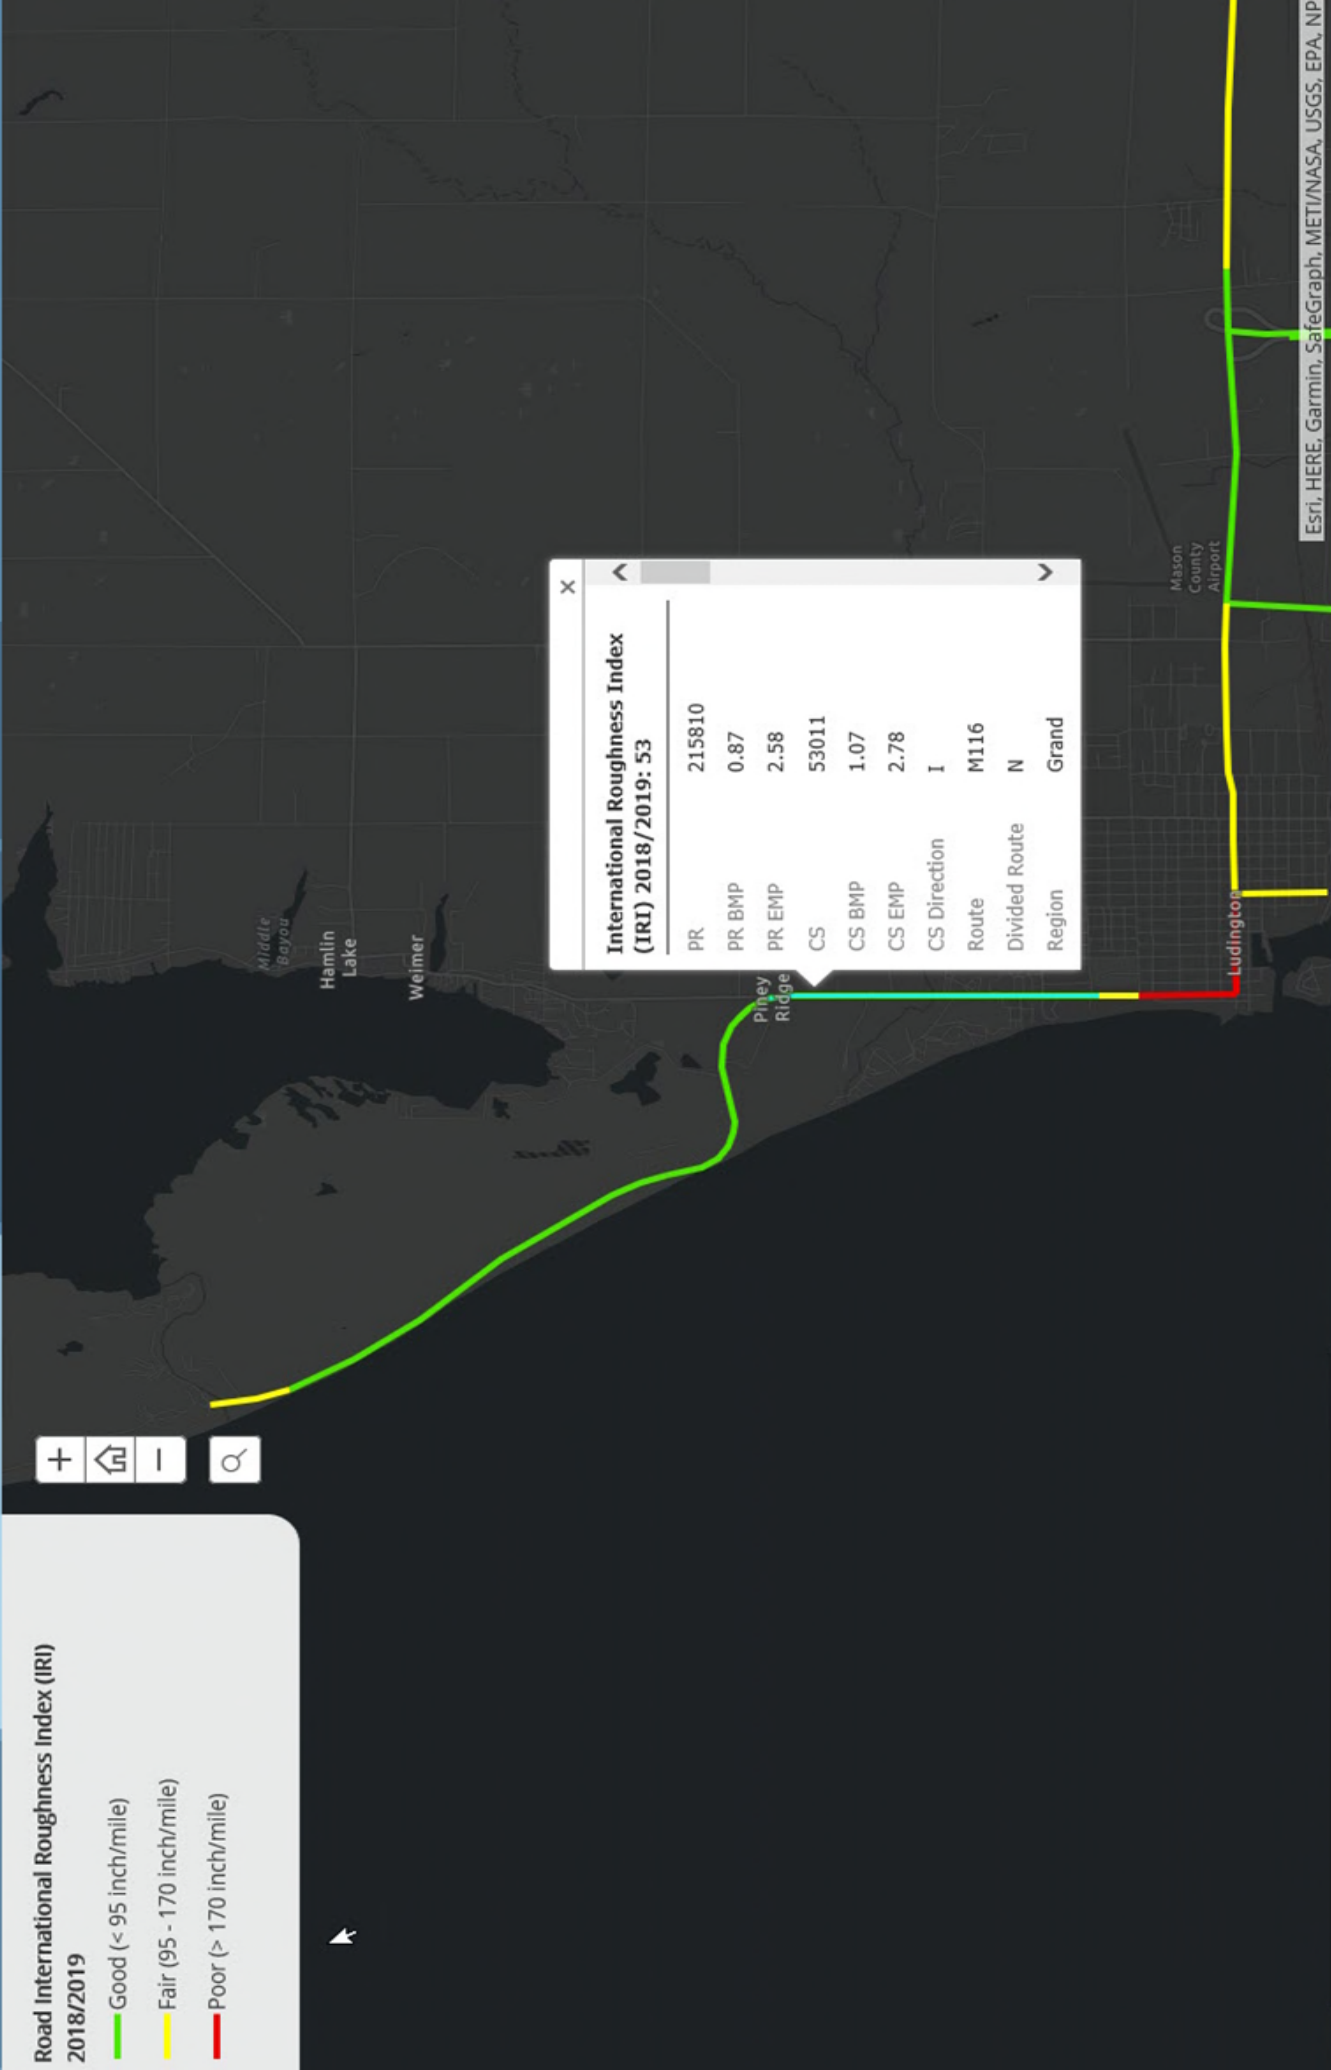 Road International Roughness Index (IRI)
2018/2019
Good (< 95 inch/mile)
Fair (95 - 170 inch/mile)
Poor (> 170 inch/mile)
+
−
Middle
Bayou
Hamlin
Lake
Weimer
Piney
Ridge
×
International Roughness Index
(IRI) 2018/2019: 53
PR 215810
PR BMP 0.87
PR EMP 2.58
CS 53011
CS BMP 1.07
CS EMP 2.78
CS Direction I
Route M116
Divided Route N
Region Grand
Mason
County
Airport
Ludington
Esri, HERE, Garmin, SafeGraph, METI/NASA, USGS, EPA, NP